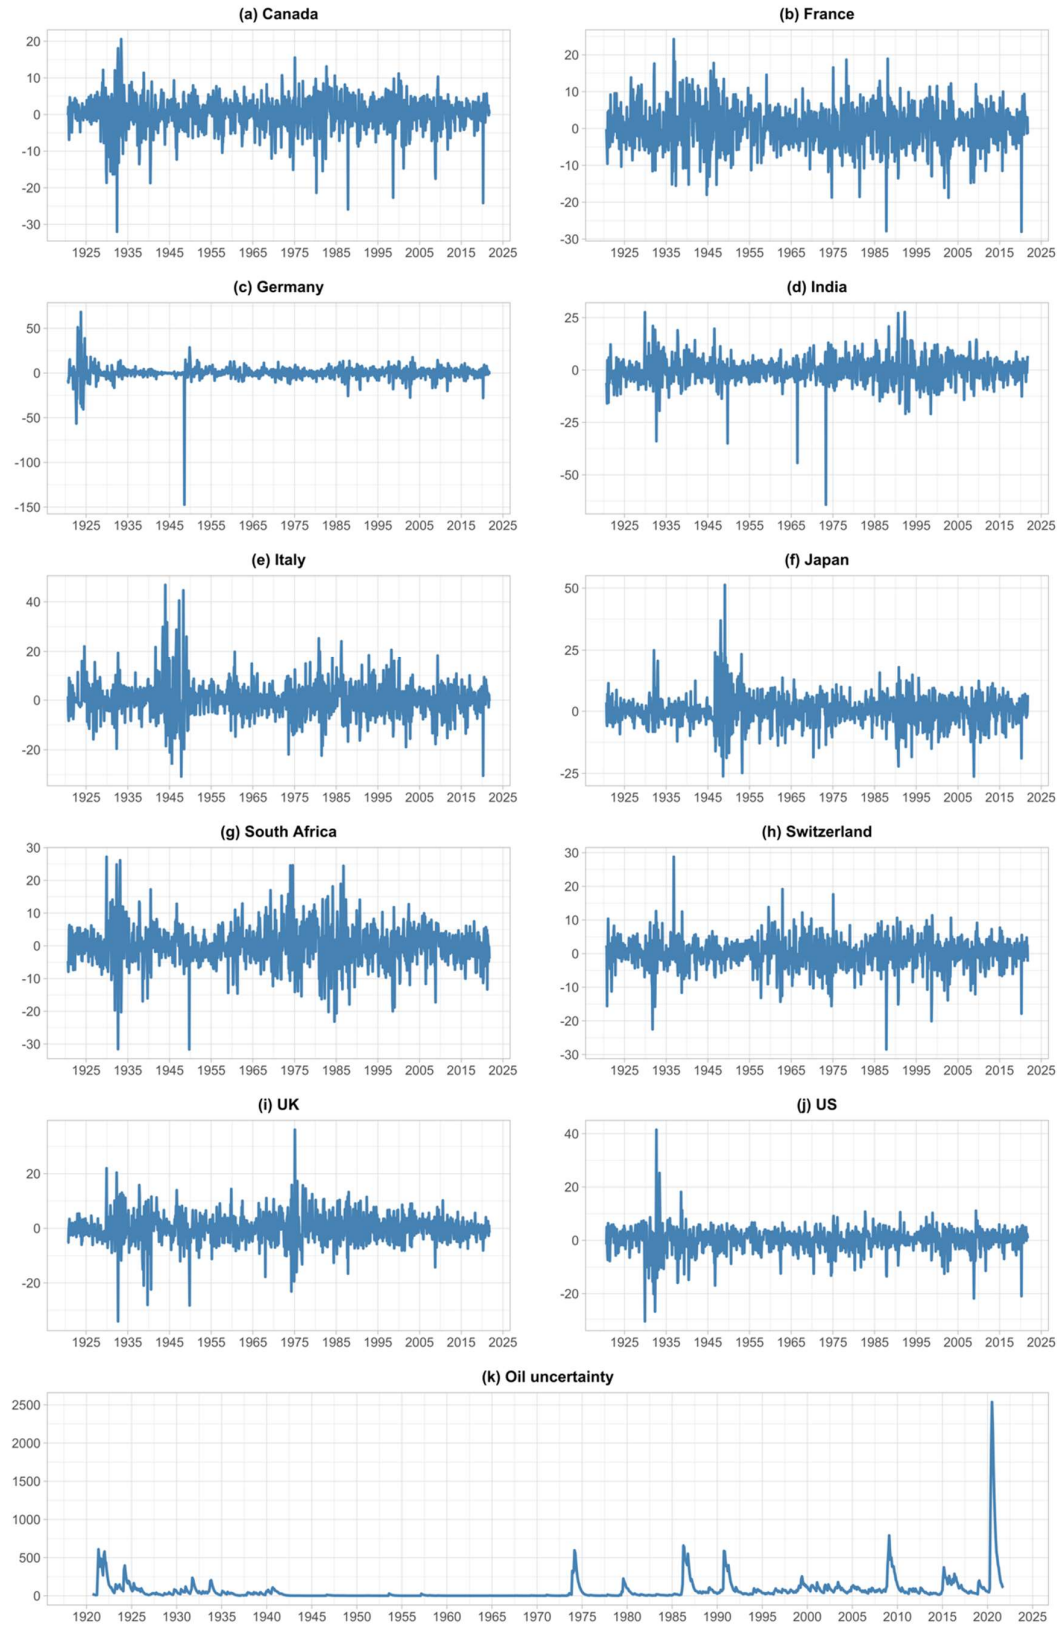 (a) Canada
(b) France
20
10
0
-10
-20
-30
1925 1935 1945 1955 1965 1975 1985 1995 2005 2015 2025
20
10
0
-10
-20
-30
1925 1935 1945 1955 1965 1975 1985 1995 2005 2015 2025
(c) Germany
(d) India
50
0
-50
-100
-150
1925 1935 1945 1955 1965 1975 1985 1995 2005 2015 2025
25
0
-25
-50
1925 1935 1945 1955 1965 1975 1985 1995 2005 2015 2025
(e) Italy
(f) Japan
40
20
0
-20
1925 1935 1945 1955 1965 1975 1985 1995 2005 2015 2025
50
25
0
-25
1925 1935 1945 1955 1965 1975 1985 1995 2005 2015 2025
(g) South Africa
(h) Switzerland
30
20
10
0
-10
-20
-30
1925 1935 1945 1955 1965 1975 1985 1995 2005 2015 2025
30
20
10
0
-10
-20
-30
1925 1935 1945 1955 1965 1975 1985 1995 2005 2015 2025
(i) UK
(j) US
20
0
-20
1925 1935 1945 1955 1965 1975 1985 1995 2005 2015 2025
40
20
0
-20
1925 1935 1945 1955 1965 1975 1985 1995 2005 2015 2025
(k) Oil uncertainty
2500
2000
1500
1000
500
0
1920 1925 1930 1935 1940 1945 1950 1955 1960 1965 1970 1975 1980 1985 1990 1995 2000 2005 2010 2015 2020 2025